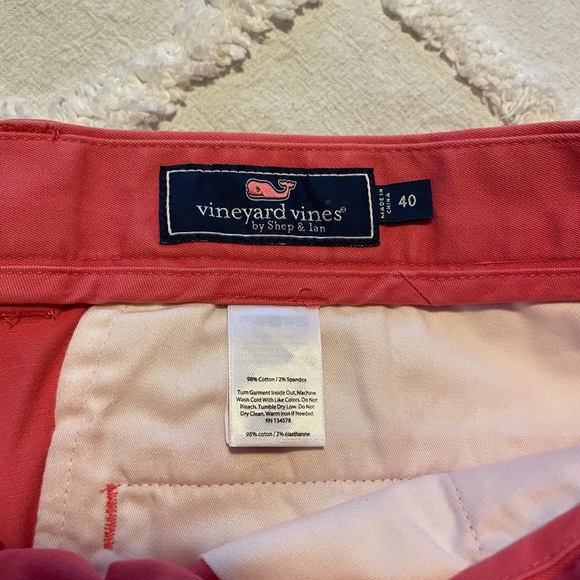 vineyard vines®
by Shep & Ian
MADE IN
CHINA
40
98% Cotton / 2% Spandex
Turn Garment Inside Out, Machine
Wash Cold With Like Colors. Do Not
Bleach. Tumble Dry Low. Do Not
Dry Clean. Warm Iron if Needed.
RN 134578
98% cotton / 2% élasthanne